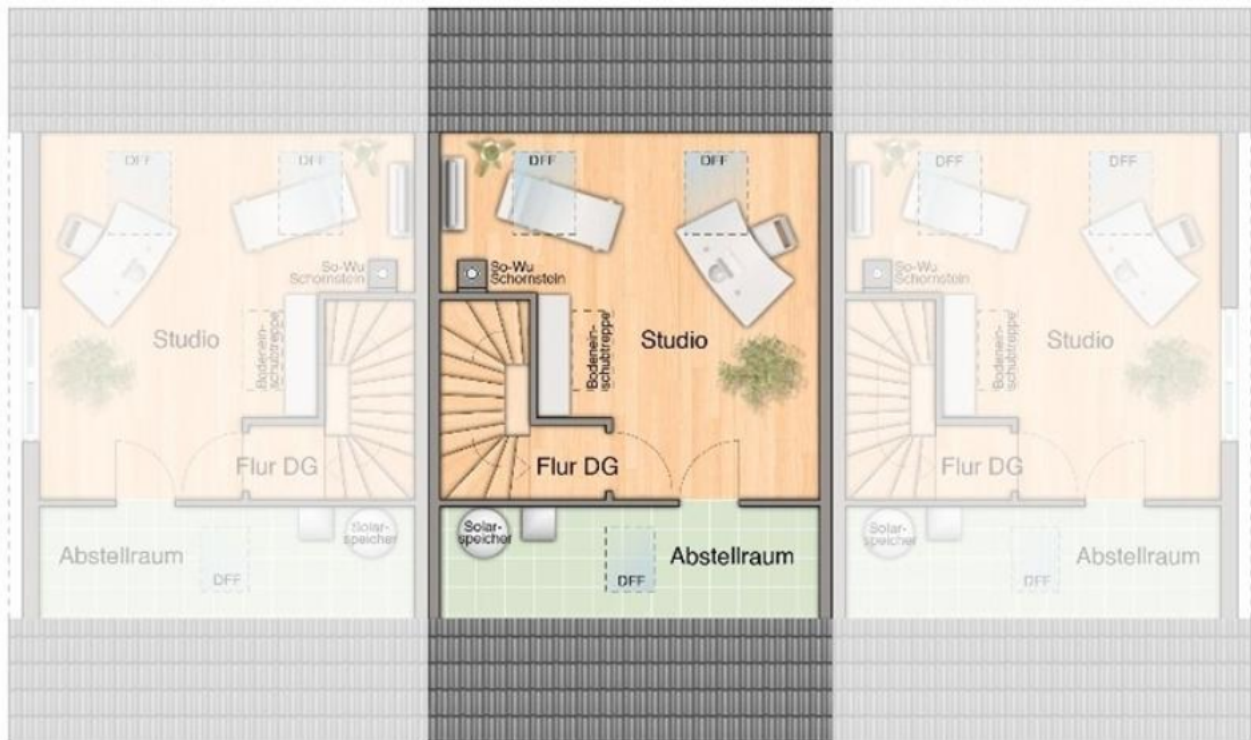 DFF
DFF
So-Wu
Schornstein
Studio
Bodenein-
schubtreppe
Flur DG
Solar-
speicher
Abstellraum
DFF
DFF
DFF
So-Wu
Schornstein
Bodenein-
schubtreppe
Studio
Flur DG
Solar-
speicher
DFF
Abstellraum
DFF
DFF
So-Wu
Schornstein
Bodenein-
schubtreppe
Studio
Flur DG
Solar-
speicher
DFF
Abstellraum